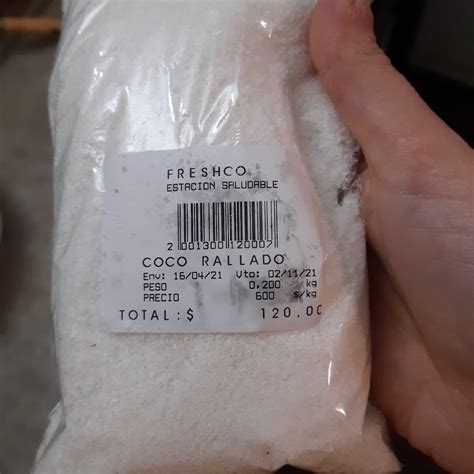 FRESHCO
ESTACION SALUDABLE
2 001300 120007
COCO RALLADO
Env: 16/04/21 Vto: 02/11/21
PESO 0,200 kg
PRECIO 600 $/kg
TOTAL:$ 120,00